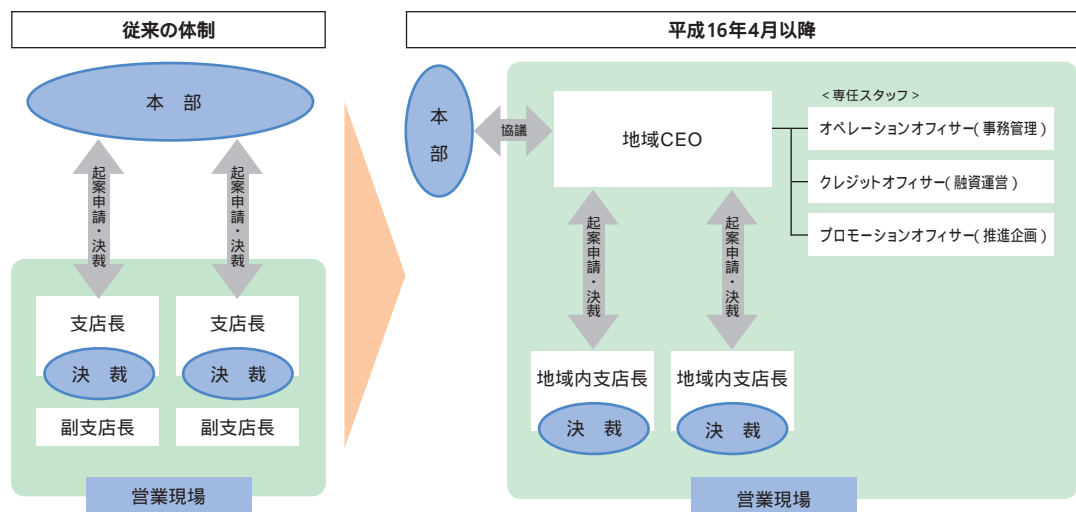 従来の体制
本　部
起案申請・決裁
起案申請・決裁
支店長
支店長
決　裁
決　裁
副支店長
副支店長
営業現場
平成16年4月以降
本部
協議
地域CEO
＜専任スタッフ＞
オペレーションオフィサー（事務管理）
クレジットオフィサー（融資運営）
プロモーションオフィサー（推進企画）
起案申請・決裁
起案申請・決裁
地域内支店長
地域内支店長
決　裁
決　裁
営業現場